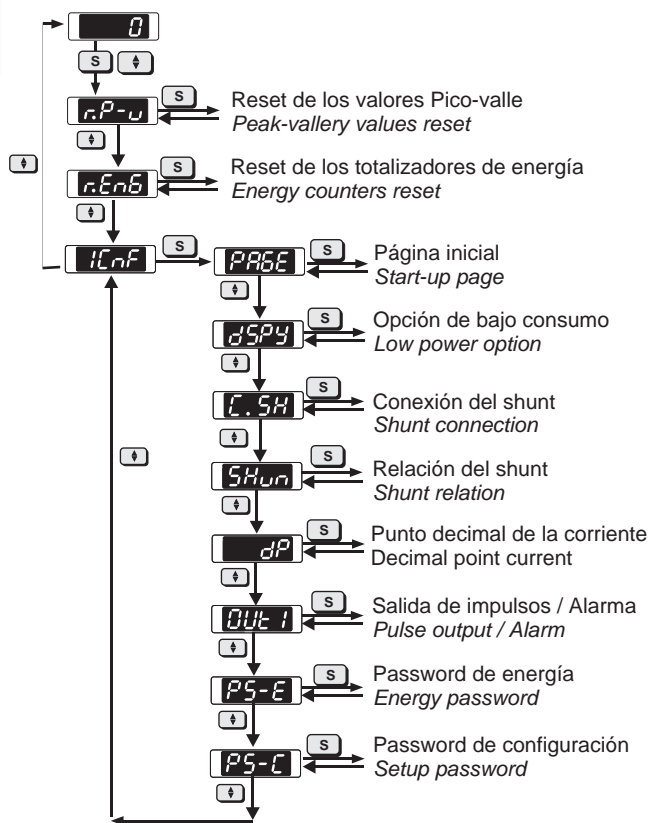 0
S
r.P-u
S
Reset de los valores Pico-valle
Peak-vallery values reset
r.EnG
S
Reset de los totalizadores de energía
Energy counters reset
1CnF
S
PAGE
S
Página inicial
Start-up page
dSPY
S
Opción de bajo consumo
Low power option
C.SH
S
Conexión del shunt
Shunt connection
SHun
S
Relación del shunt
Shunt relation
dP
S
Punto decimal de la corriente
Decimal point current
OUt 1
S
Salida de impulsos / Alarma
Pulse output / Alarm
PS-E
S
Password de energía
Energy password
PS-C
S
Password de configuración
Setup password